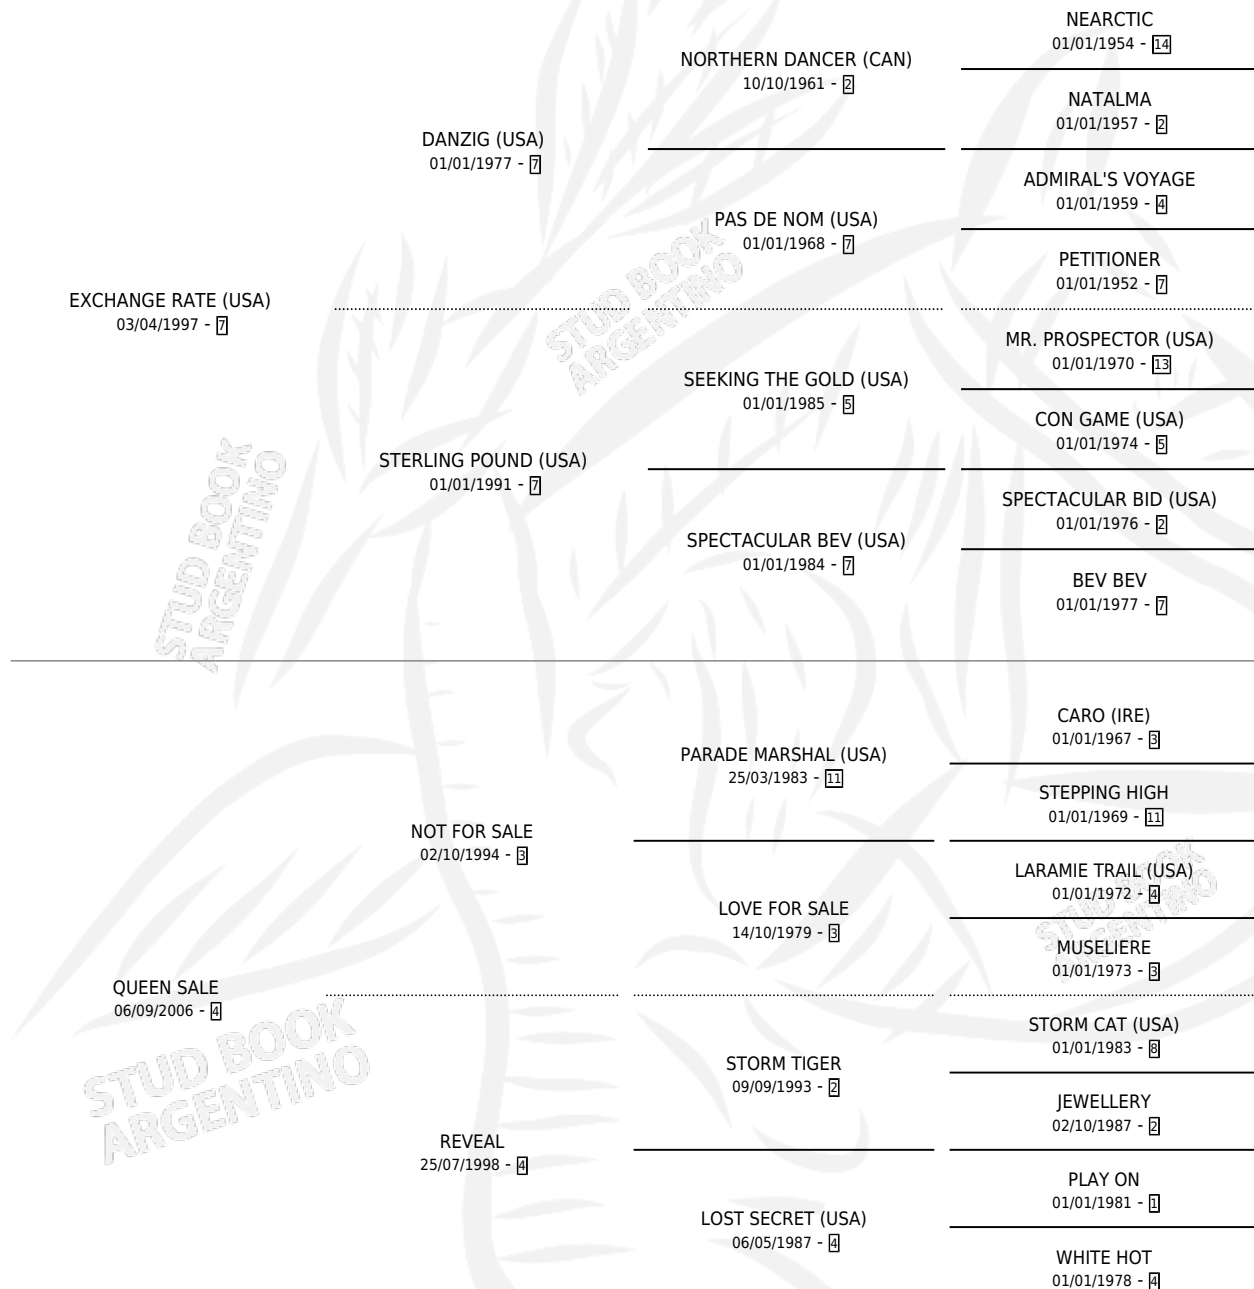 NEARCTIC
01/01/1954 - 14
NORTHERN DANCER (CAN)
10/10/1961 - 2
NATALMA
01/01/1957 - 2
DANZIG (USA)
01/01/1977 - 7
ADMIRAL'S VOYAGE
01/01/1959 - 4
PAS DE NOM (USA)
01/01/1968 - 7
PETITIONER
01/01/1952 - 7
EXCHANGE RATE (USA)
03/04/1997 - 7
MR. PROSPECTOR (USA)
01/01/1970 - 13
SEEKING THE GOLD (USA)
01/01/1985 - 5
CON GAME (USA)
01/01/1974 - 5
STERLING POUND (USA)
01/01/1991 - 7
SPECTACULAR BID (USA)
01/01/1976 - 2
SPECTACULAR BEV (USA)
01/01/1984 - 7
BEV BEV
01/01/1977 - 7
CARO (IRE)
01/01/1967 - 3
PARADE MARSHAL (USA)
25/03/1983 - 11
STEPPING HIGH
01/01/1969 - 11
NOT FOR SALE
02/10/1994 - 3
LARAMIE TRAIL (USA)
01/01/1972 - 4
LOVE FOR SALE
14/10/1979 - 3
MUSELIERE
01/01/1973 - 3
QUEEN SALE
06/09/2006 - 4
STORM CAT (USA)
01/01/1983 - 8
STORM TIGER
09/09/1993 - 2
JEWELLERY
02/10/1987 - 2
REVEAL
25/07/1998 - 4
PLAY ON
01/01/1981 - 1
LOST SECRET (USA)
06/05/1987 - 4
WHITE HOT
01/01/1978 - 4
STUD BOOK
ARGENTINO
STUD BOOK
ARGENTINO
STUD BOOK
ARGENTINO
STUD BOOK
ARGENTINO